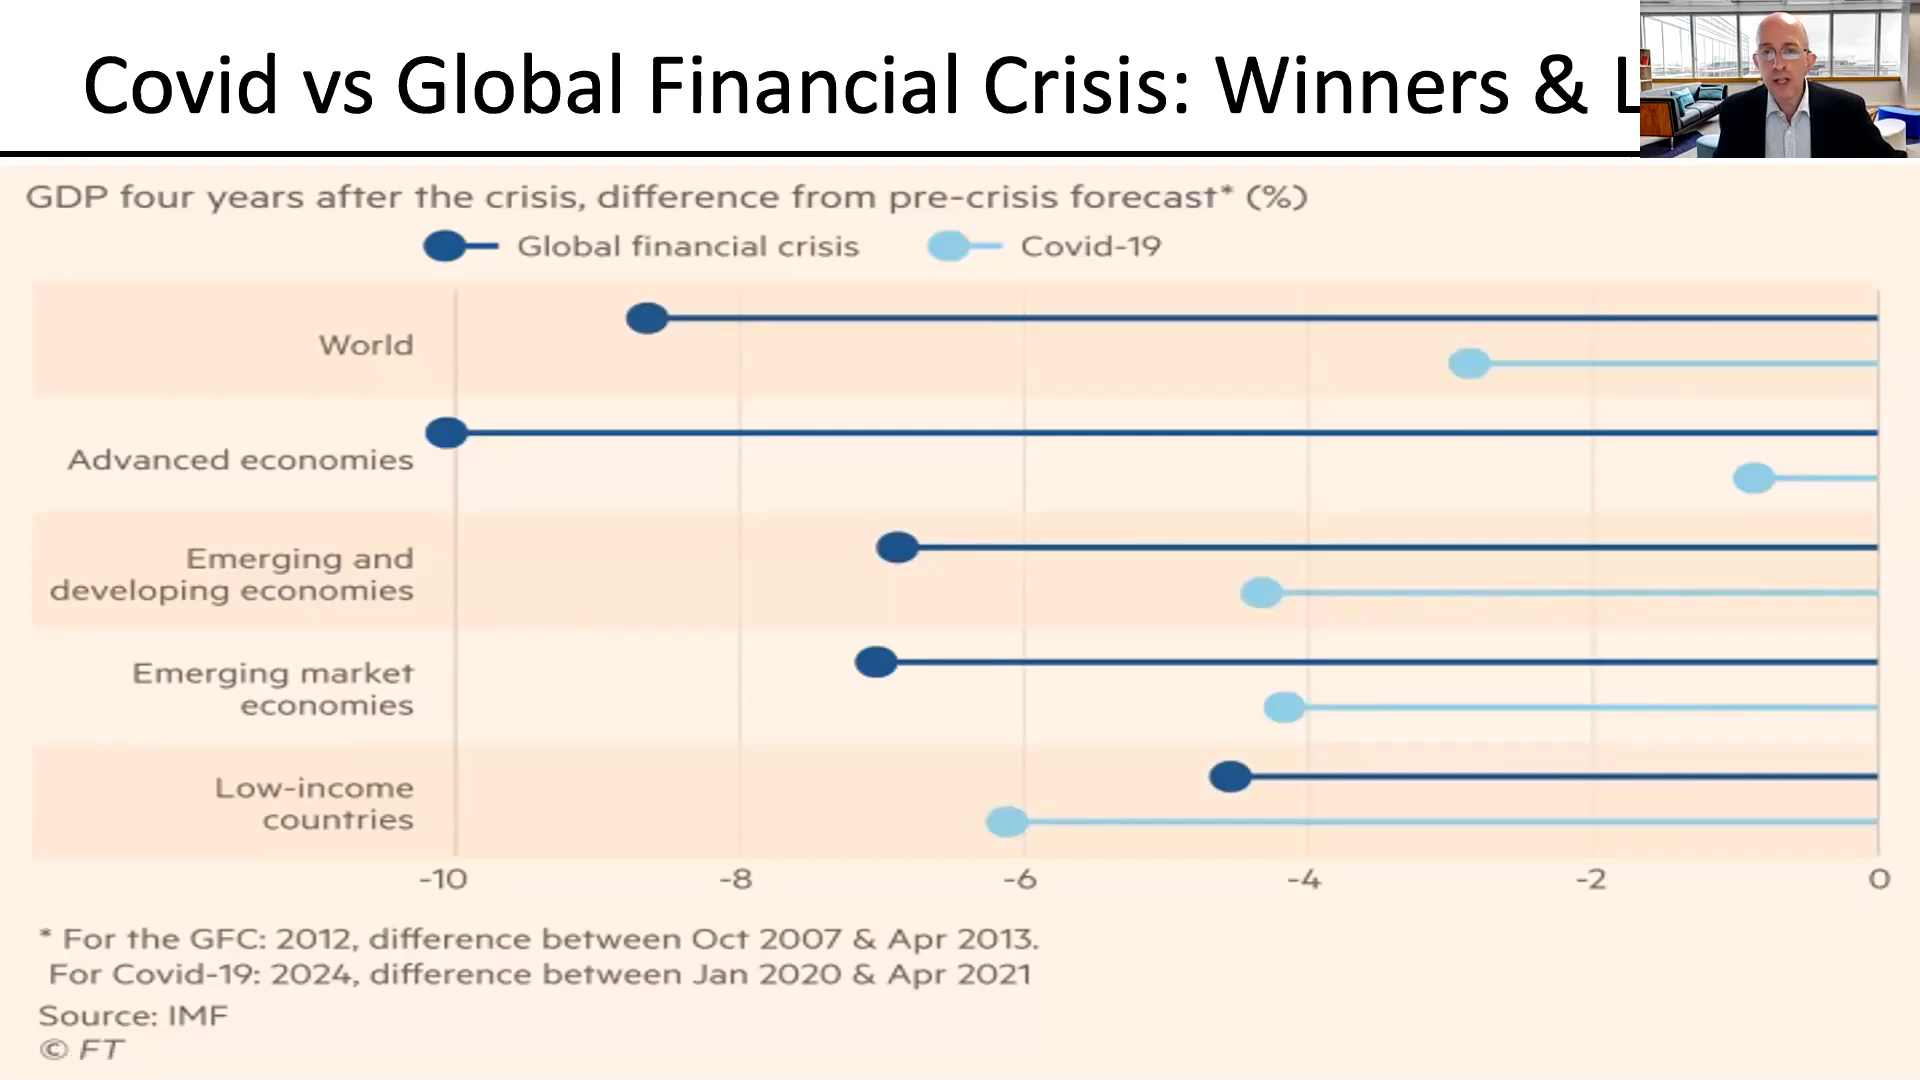 Covid vs Global Financial Crisis: Winners & L
GDP four years after the crisis, difference from pre-crisis forecast* (%)
Global financial crisis
Covid-19
World
Advanced economies
Emerging and
developing economies
Emerging market
economies
Low-income
countries
-10 -8 -6 -4 -2 0
* For the GFC: 2012, difference between Oct 2007 & Apr 2013.
For Covid-19: 2024, difference between Jan 2020 & Apr 2021
Source: IMF
© FT